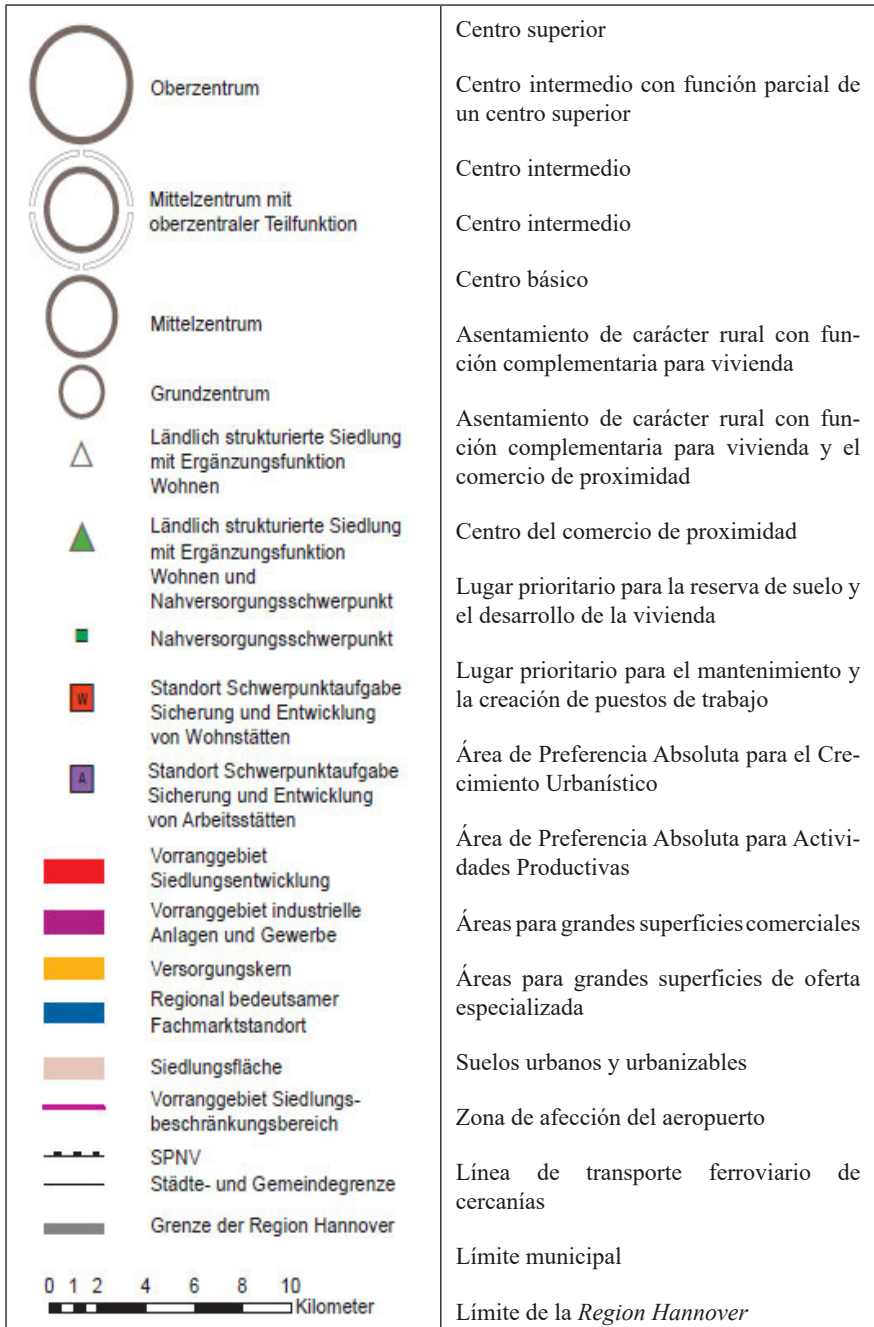 Oberzentrum
Mittelzentrum mit
oberzentraler Teilfunktion
Mittelzentrum
Grundzentrum
Ländlich strukturierte Siedlung
mit Ergänzungsfunktion
Wohnen
Ländlich strukturierte Siedlung
mit Ergänzungsfunktion
Wohnen und
Nahversorgungsschwerpunkt
Nahversorgungsschwerpunkt
W
Standort Schwerpunktaufgabe
Sicherung und Entwicklung
von Wohnstätten
A
Standort Schwerpunktaufgabe
Sicherung und Entwicklung
von Arbeitsstätten
Vorranggebiet
Siedlungsentwicklung
Vorranggebiet industrielle
Anlagen und Gewerbe
Versorgungskern
Regional bedeutsamer
Fachmarktstandort
Siedlungsfläche
Vorranggebiet Siedlungs-
beschränkungsbereich
SPNV
Städte- und Gemeindegrenze
Grenze der Region Hannover
0 1 2 4 6 8 10
Kilometer
Centro superior
Centro intermedio con función parcial de
un centro superior
Centro intermedio
Centro intermedio
Centro básico
Asentamiento de carácter rural con fun-
ción complementaria para vivienda
Asentamiento de carácter rural con fun-
ción complementaria para vivienda y el
comercio de proximidad
Centro del comercio de proximidad
Lugar prioritario para la reserva de suelo y
el desarrollo de la vivienda
Lugar prioritario para el mantenimiento y
la creación de puestos de trabajo
Área de Preferencia Absoluta para el Cre-
cimiento Urbanístico
Área de Preferencia Absoluta para Activi-
dades Productivas
Áreas para grandes superficies comerciales
Áreas para grandes superficies de oferta
especializada
Suelos urbanos y urbanizables
Zona de afección del aeropuerto
Línea de transporte ferroviario de
cercanías
Límite municipal
Límite de la Region Hannover